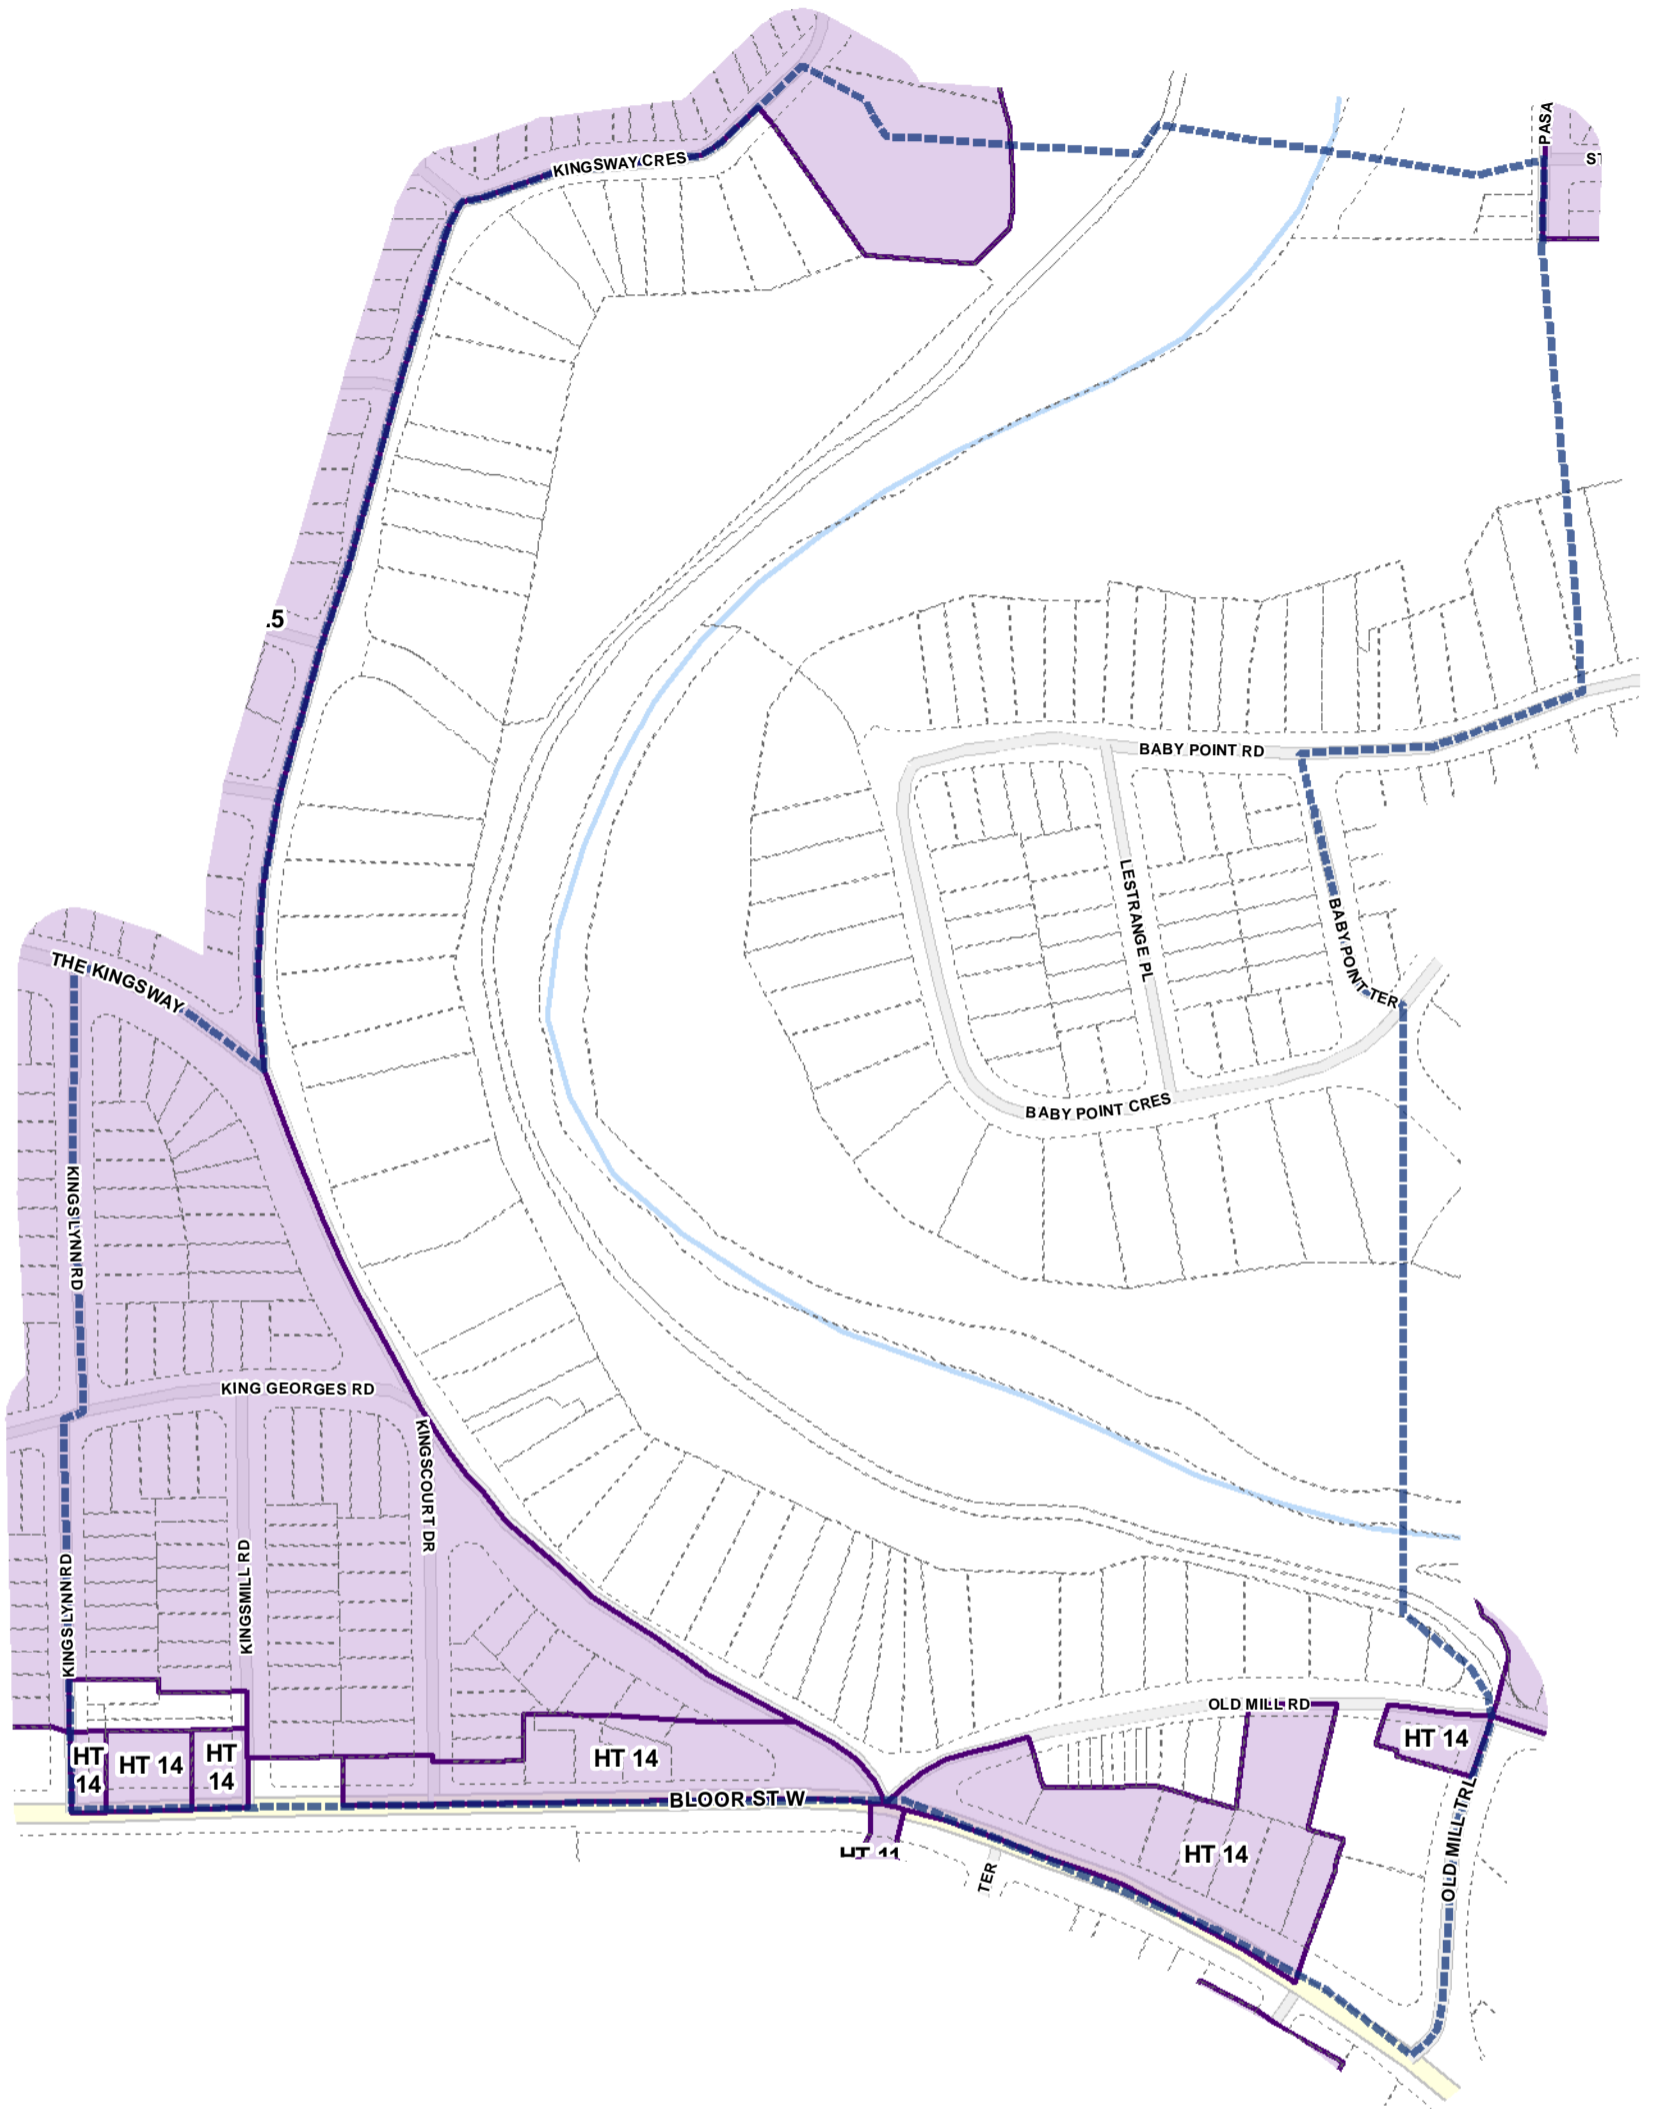 PASA
ST
KINGSWAY CRES
.5
BABY POINT RD
LESTRANGE PL
BABY POINT TER
THE KINGSWAY
BABY POINT CRES
KINGSLYNN RD
KING GEORGES RD
KINGSCOURT DR
KINGSLYNN RD
KINGSMILL RD
OLD MILL RD
HT
14
HT 14
HT
14
HT 14
HT 14
BLOOR ST W
HT 11
HT 14
TER
OLD MILL TRL